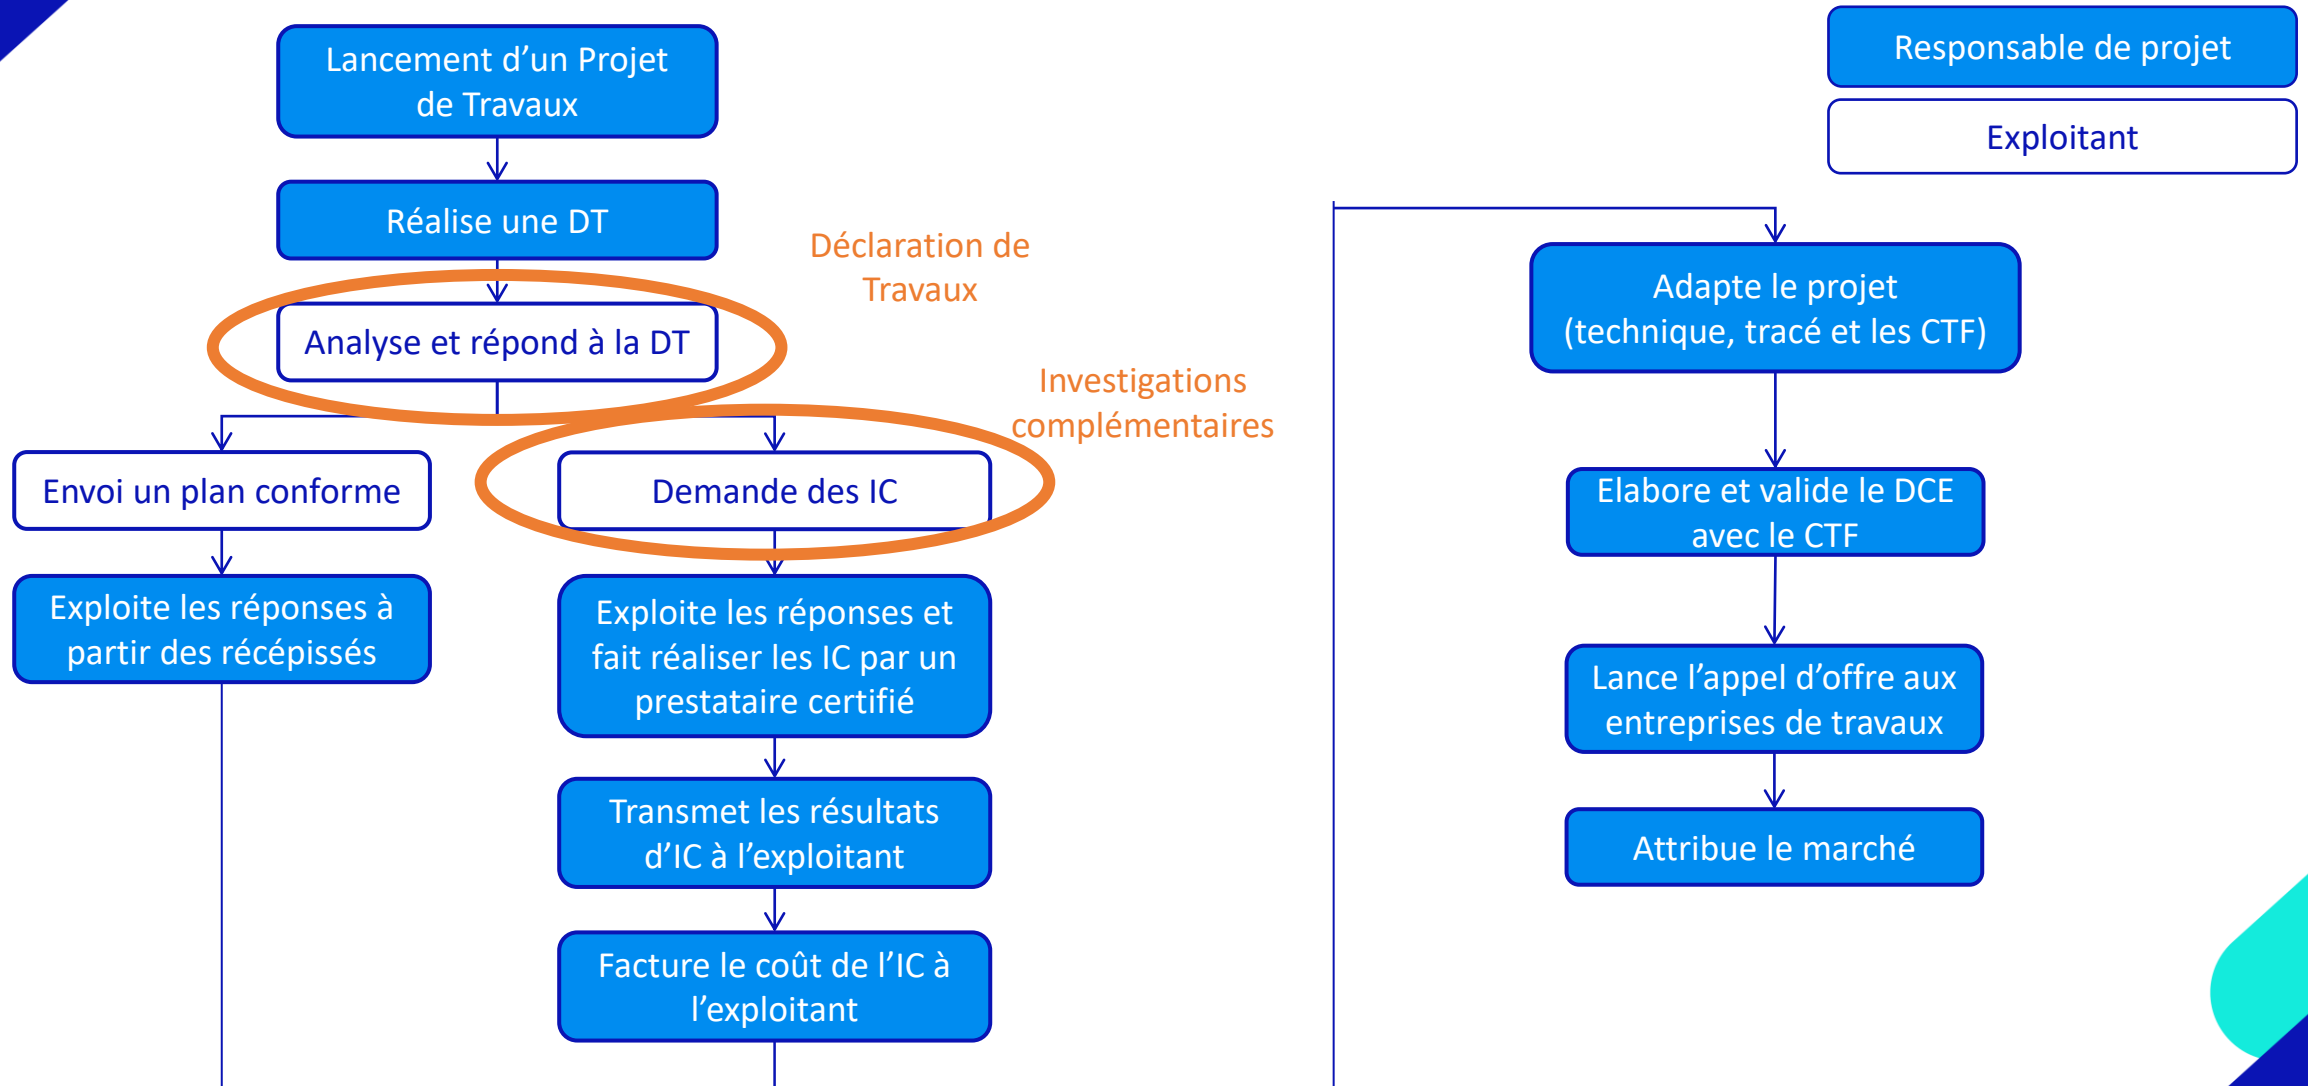 Lancement d’un Projet
de Travaux
Réalise une DT
Déclaration de
Travaux
Analyse et répond à la DT
Investigations
complémentaires
Envoi un plan conforme
Demande des IC
Exploite les réponses à
partir des récépissés
Exploite les réponses et
fait réaliser les IC par un
prestataire certifié
Transmet les résultats
d’IC à l’exploitant
Facture le coût de l’IC à
l’exploitant
Responsable de projet
Exploitant
Adapte le projet
(technique, tracé et les CTF)
Elabore et valide le DCE
avec le CTF
Lance l’appel d’offre aux
entreprises de travaux
Attribue le marché